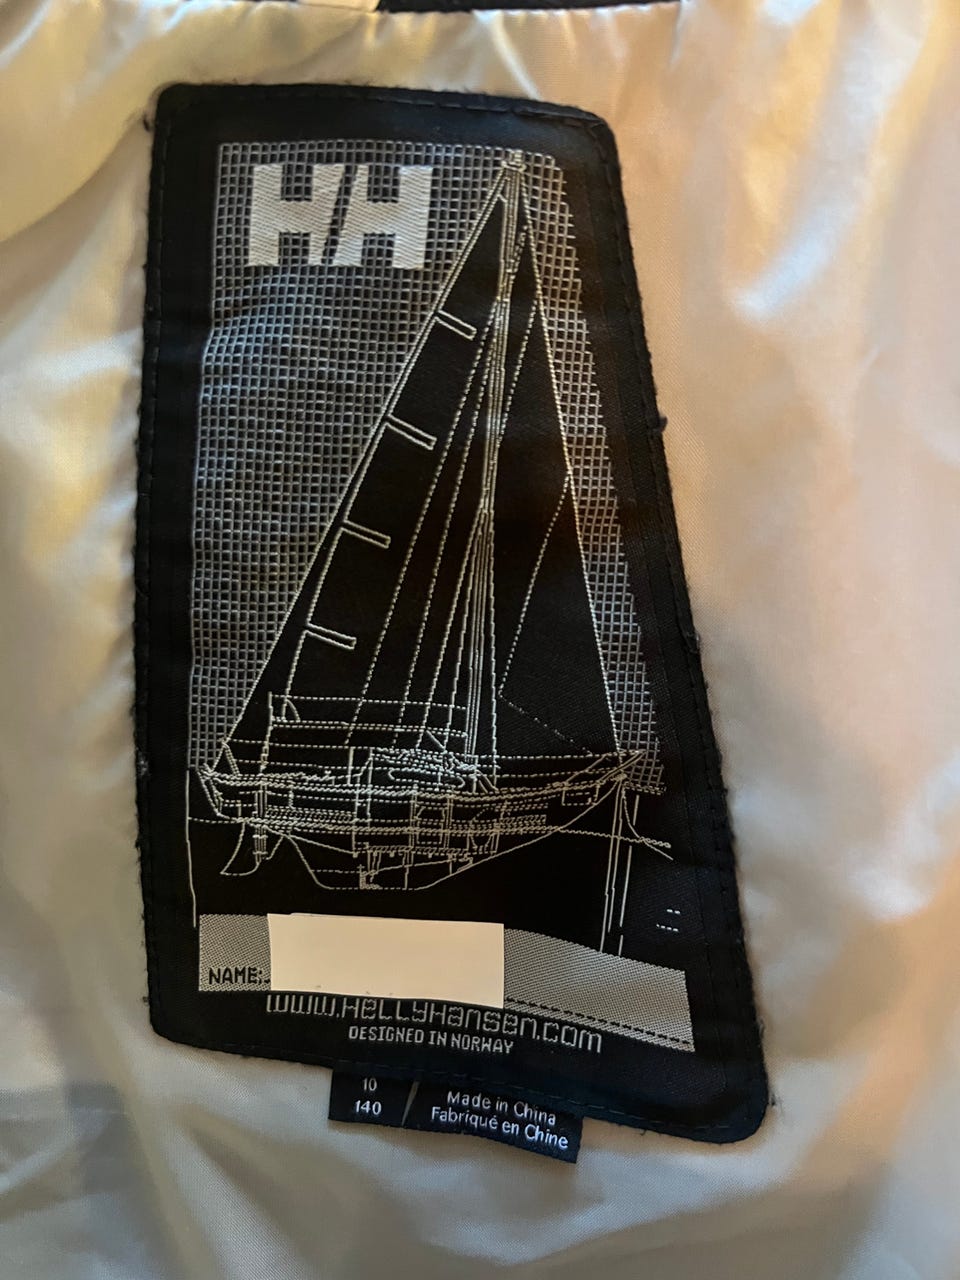 HH
NAME:
www.HellyHansen.com
DESIGNED IN NORWAY
10
140
Made in China
Fabriqué en Chine